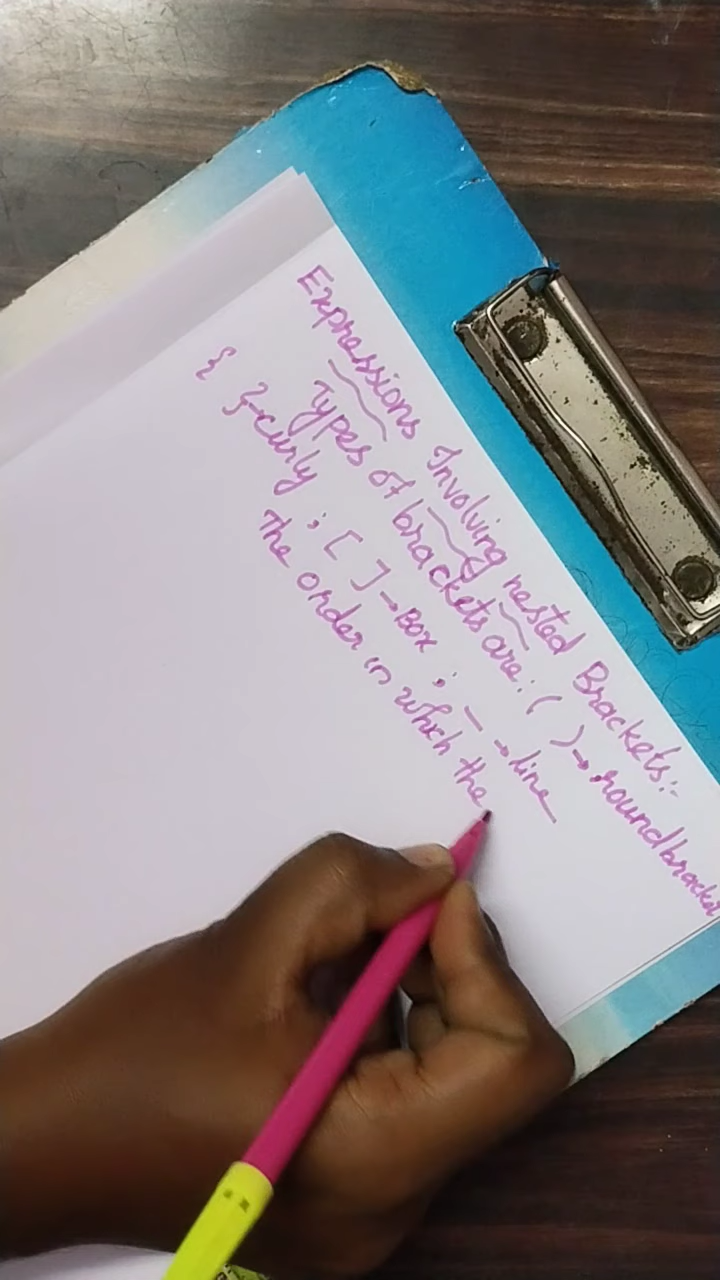 Expressions Involving nested Brackets:-
Types of brackets are: ( ) → roundbracket
{ } → curly ; [ ] → Box ; — → line
The order in which the